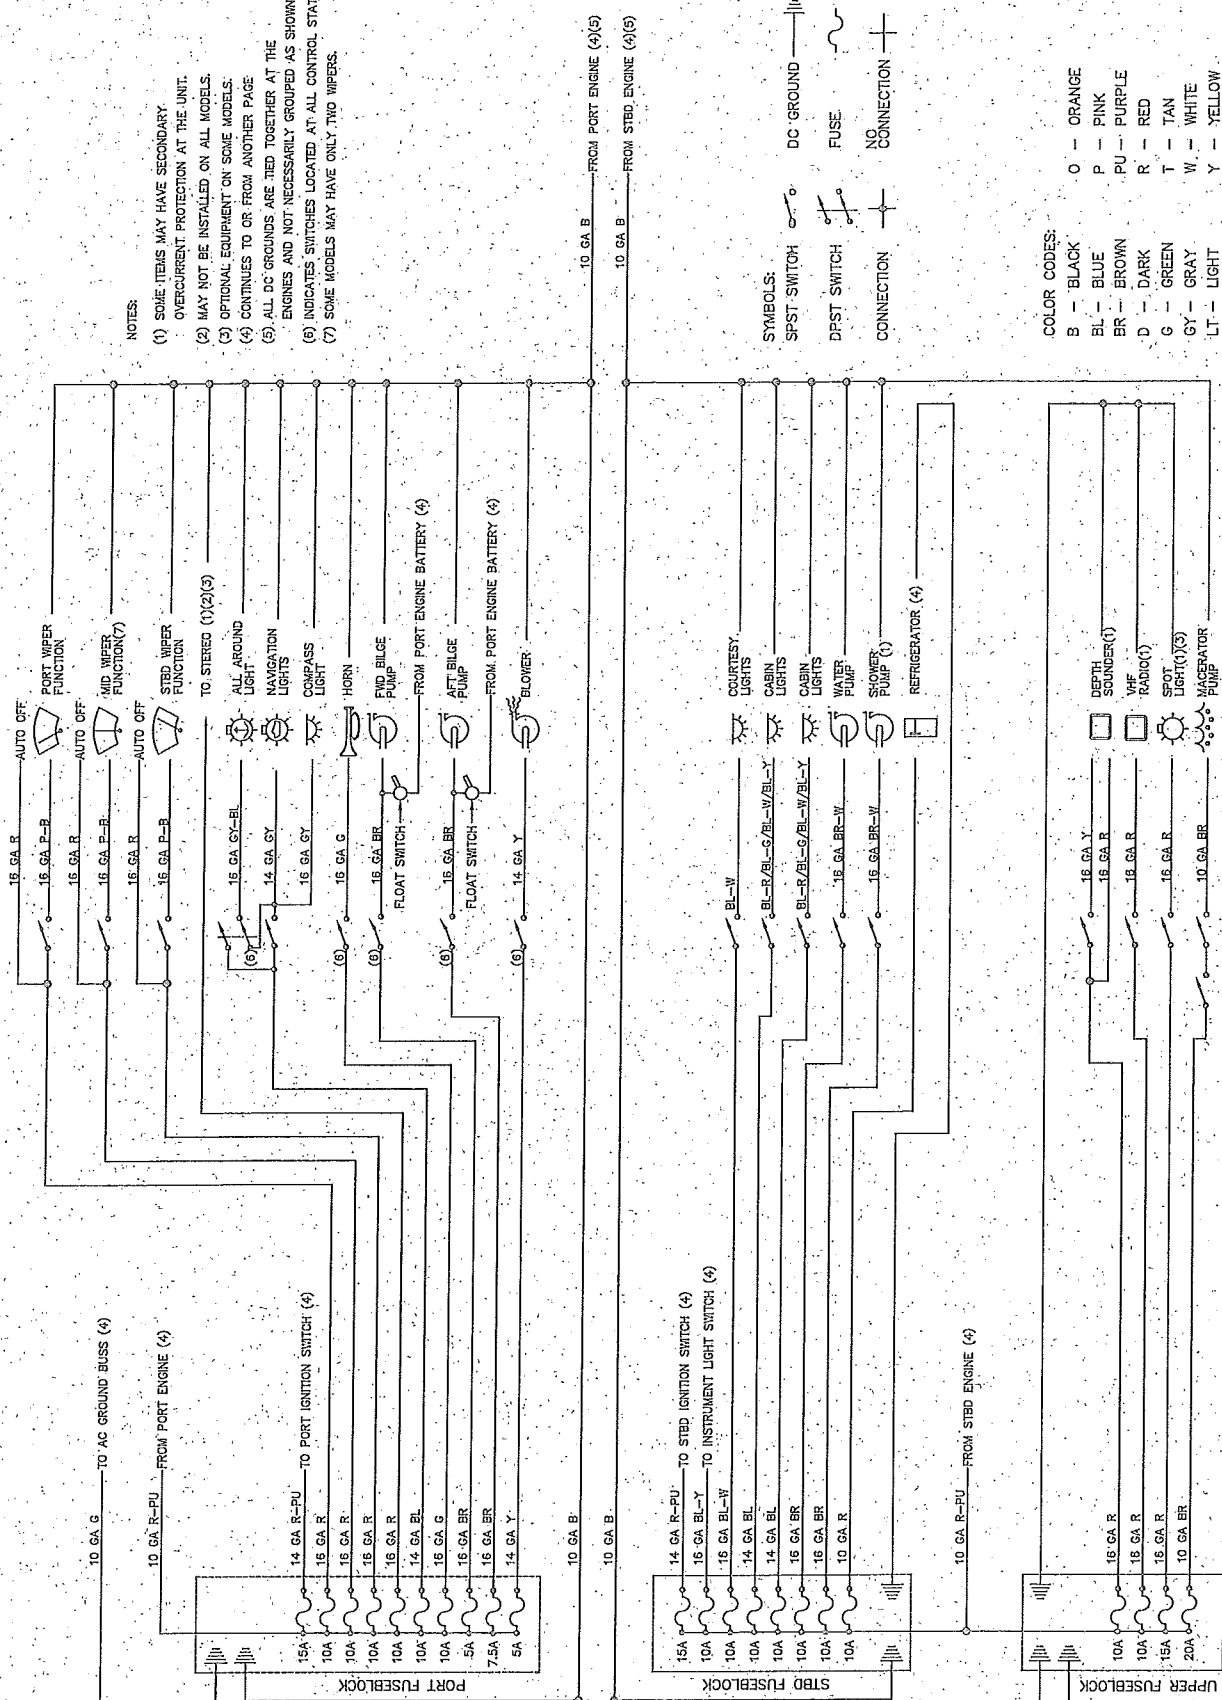 10 GA G
TO AC GROUND BUSS (4)
10 GA R-PU
FROM PORT ENGINE (4)
PORT FUSEBLOCK
15A
14 GA R-PU
TO PORT IGNITION SWITCH (4)
10A
16 GA R
10A
16 GA R
10A
16 GA R
10A
16 GA R
10A
14 GA BL
10A
16 GA G
5A
16 GA BR
7.5A
16 GA BR
5A
14 GA Y
16 GA R
AUTO OFF
16 GA P-B
PORT WIPER
FUNCTION
16 GA R
AUTO OFF
16 GA P-B
MID WIPER
FUNCTION(7)
16 GA R
AUTO OFF
16 GA P-B
STBD WIPER
FUNCTION
TO STEREO (1)(2)(3)
(6)
16 GA GY-BL
ALL AROUND
LIGHT
14 GA GY
NAVIGATION
LIGHTS
16 GA GY
COMPASS
LIGHT
(6)
16 GA G
HORN
(6)
16 GA BR
FWD BILGE
PUMP
FLOAT SWITCH
FROM PORT ENGINE BATTERY (4)
16 GA BR
AFT BILGE
PUMP
(6)
FLOAT SWITCH
FROM PORT ENGINE BATTERY (4)
(6)
14 GA Y
BLOWER
10 GA B
10 GA B
FROM PORT ENGINE (4)(5)
10 GA B
10 GA B
FROM STBD ENGINE (4)(5)
STBD FUSEBLOCK
15A
14 GA R-PU
TO STBD IGNITION SWITCH (4)
10A
16 GA BL-Y
TO INSTRUMENT LIGHT SWITCH (4)
10A
16 GA BL-W
10A
14 GA BL
10A
14 GA BL
10A
16 GA BR
10A
16 GA BR
10A
10 GA R
BL-W
COURTESY
LIGHTS
BL-R/BL-G/BL-W/BL-Y
CABIN
LIGHTS
BL-R/BL-G/BL-W/BL-Y
CABIN
LIGHTS
16 GA BR-W
WATER
PUMP
16 GA BR-W
SHOWER
PUMP (1)
REFRIGERATOR (4)
10 GA R-PU
FROM STBD ENGINE (4)
UPPER FUSEBLOCK
10A
16 GA R
10A
16 GA R
15A
16 GA R
20A
10 GA BR
16 GA Y
16 GA R
DEPTH
SOUNDER(1)
16 GA R
VHF
RADIO(1)
16 GA R
SPOT
LIGHT(1)(3)
10 GA BR
MACERATOR
PUMP
NOTES:
(1) SOME ITEMS MAY HAVE SECONDARY
OVERCURRENT PROTECTION AT THE UNIT.
(2) MAY NOT BE INSTALLED ON ALL MODELS.
(3) OPTIONAL EQUIPMENT ON SOME MODELS.
(4) CONTINUES TO OR FROM ANOTHER PAGE
(5) ALL DC GROUNDS ARE TIED TOGETHER AT THE
ENGINES AND NOT NECESSARILY GROUPED AS SHOWN
(6) INDICATES SWITCHES LOCATED AT ALL CONTROL STAT
(7) SOME MODELS MAY HAVE ONLY TWO WIPERS.
SYMBOLS:
SPST SWITCH
DC GROUND
DPST SWITCH
FUSE
CONNECTION
NO
CONNECTION
COLOR CODES:
B - BLACK
O - ORANGE
BL - BLUE
P - PINK
BR - BROWN
PU - PURPLE
D - DARK
R - RED
G - GREEN
T - TAN
GY - GRAY
W - WHITE
LT - LIGHT
Y - YELLOW